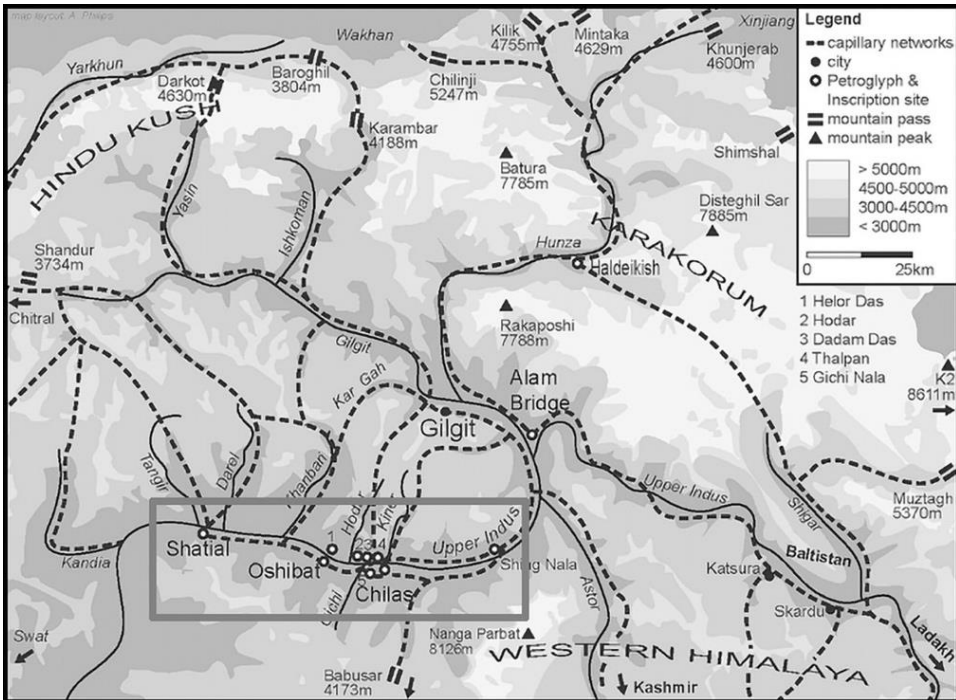 map layout: A. Philips
Wakhan
Kilik
4755m
Mintaka
4629m
Xinjiang
Khunjerab
4600m
Yarkhun
Darkot
4630m
Baroghil
3804m
Chilinji
5247m
Karambar
4188m
HINDU KUSH
Shimshal
Batura
7785m
Disteghil Sar
7885m
Yasin
Ishkoman
KARAKORUM
Hunza
Haldeikish
Shandur
3734m
Chitral
Gilgit
Rakaposhi
7788m
Kar Gah
Alam
Bridge
Gilgit
K2
8611m
Tangir
Darel
Khanbari
Hodar
Upper Indus
Shigar
Muztagh
5370m
Shatial
Kandia
Oshibat
1
Upper Indus
Shing Nala
Chilas
Gichi
Astor
Baltistan
Katsura
Skardu
Ladakh
Swat
Nanga Parbat
8126m
WESTERN HIMALAYA
Babusar
4173m
Kashmir
Legend
capillary networks
city
Petroglyph &
Inscription site
mountain pass
mountain peak
> 5000m
4500-5000m
3000-4500m
< 3000m
0 25km
1 Helor Das
2 Hodar
3 Dadam Das
4 Thalpan
5 Gichi Nala